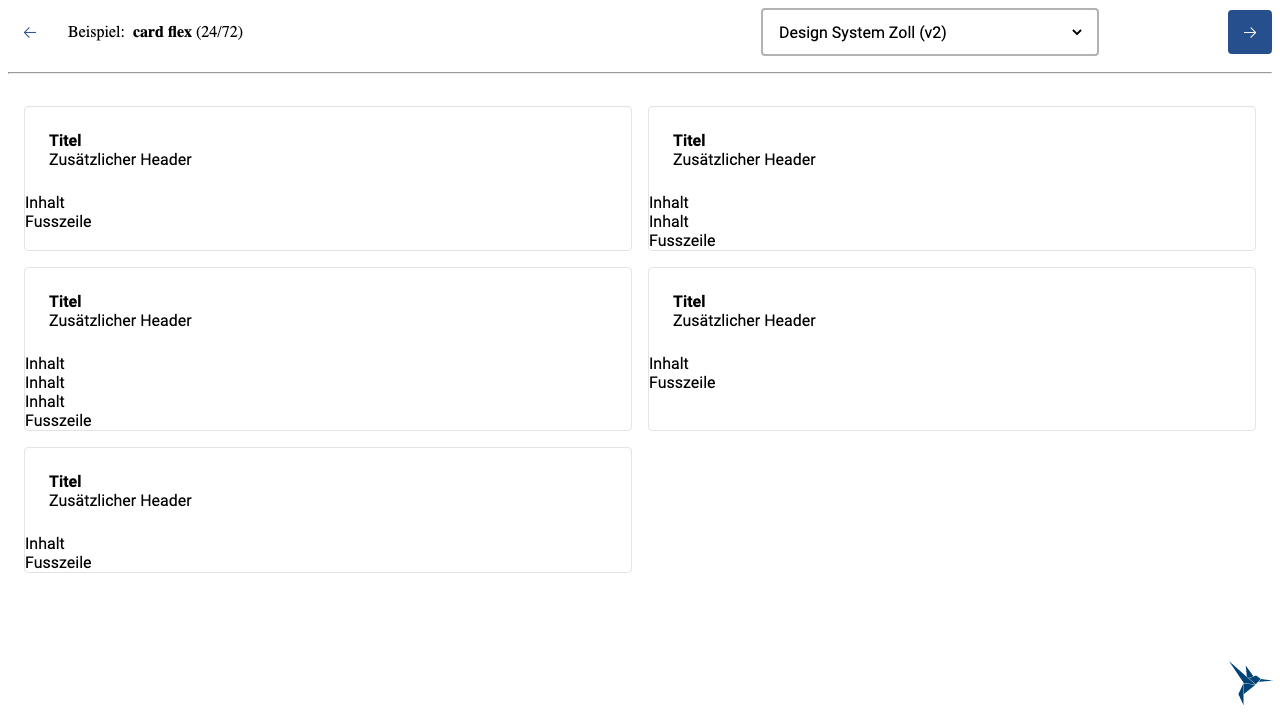 Beispiel: card flex (24/72)
Design System Zoll (v2)
Titel
Zusätzlicher Header
Inhalt
Fusszeile
Titel
Zusätzlicher Header
Inhalt
Inhalt
Fusszeile
Titel
Zusätzlicher Header
Inhalt
Inhalt
Inhalt
Fusszeile
Titel
Zusätzlicher Header
Inhalt
Fusszeile
Titel
Zusätzlicher Header
Inhalt
Fusszeile